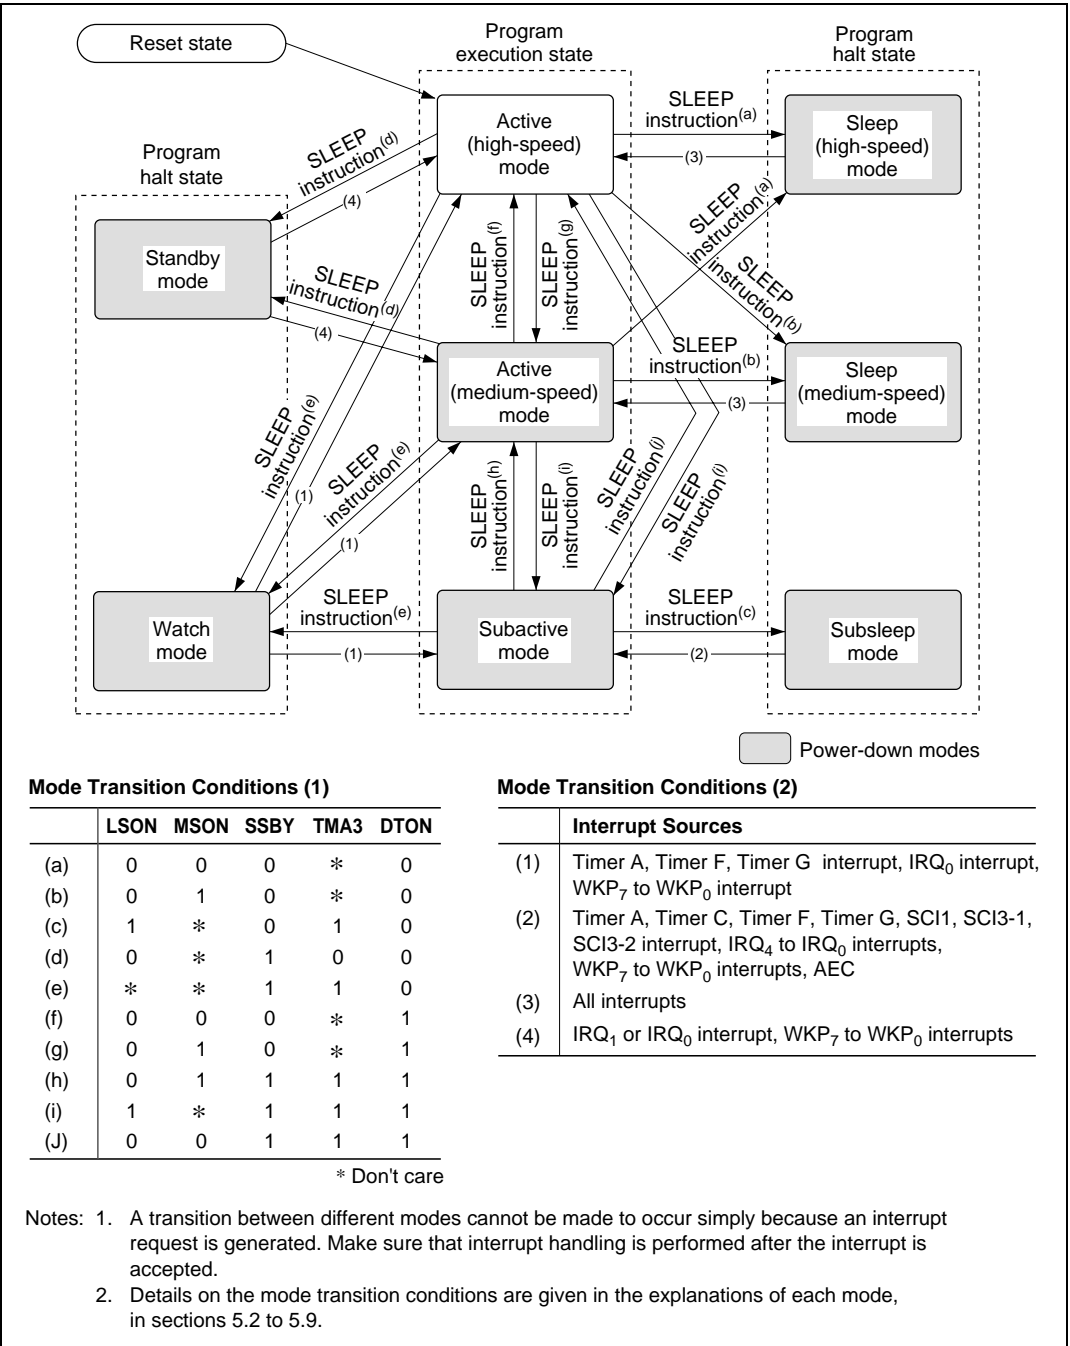 Reset state
Program
execution state
Program
halt state
Program
halt state
Active
(high-speed)
mode
SLEEP
instruction(a)
(3)
Sleep
(high-speed)
mode
SLEEP
instruction(d)
(4)
Standby
mode
SLEEP
instruction(d)
(4)
SLEEP
instruction(f)
SLEEP
instruction(g)
SLEEP
instruction(a)
SLEEP
instruction(b)
Active
(medium-speed)
mode
SLEEP
instruction(b)
(3)
Sleep
(medium-speed)
mode
SLEEP
instruction(e)
(1)
SLEEP
instruction(e)
(1)
SLEEP
instruction(h)
SLEEP
instruction(i)
SLEEP
instruction(j)
SLEEP
instruction(i)
Watch
mode
SLEEP
instruction(e)
(1)
Subactive
mode
SLEEP
instruction(c)
(2)
Subsleep
mode
Power-down modes
Mode Transition Conditions (1)
LSON MSON SSBY TMA3 DTON
(a) 0 0 0 * 0
(b) 0 1 0 * 0
(c) 1 * 0 1 0
(d) 0 * 1 0 0
(e) * * 1 1 0
(f) 0 0 0 * 1
(g) 0 1 0 * 1
(h) 0 1 1 1 1
(i) 1 * 1 1 1
(J) 0 0 1 1 1
* Don't care
Mode Transition Conditions (2)
Interrupt Sources
(1) Timer A, Timer F, Timer G interrupt, IRQ0 interrupt,
WKP7 to WKP0 interrupt
(2) Timer A, Timer C, Timer F, Timer G, SCI1, SCI3-1,
SCI3-2 interrupt, IRQ4 to IRQ0 interrupts,
WKP7 to WKP0 interrupts, AEC
(3) All interrupts
(4) IRQ1 or IRQ0 interrupt, WKP7 to WKP0 interrupts
Notes: 1. A transition between different modes cannot be made to occur simply because an interrupt
request is generated. Make sure that interrupt handling is performed after the interrupt is
accepted.
2. Details on the mode transition conditions are given in the explanations of each mode,
in sections 5.2 to 5.9.